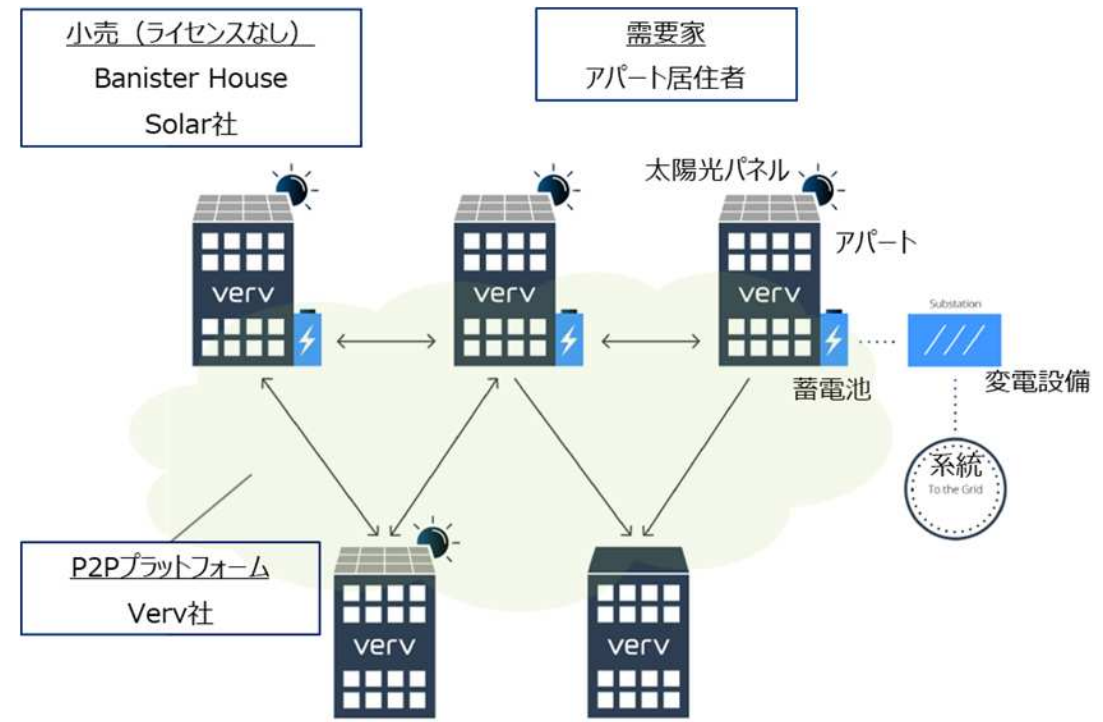 小売（ライセンスなし）
Banister House
Solar社
需要家
アパート居住者
太陽光パネル
アパート
verv
verv
verv
Substation
蓄電池
変電設備
系統
To the Grid
P2Pプラットフォーム
Verv社
verv
verv